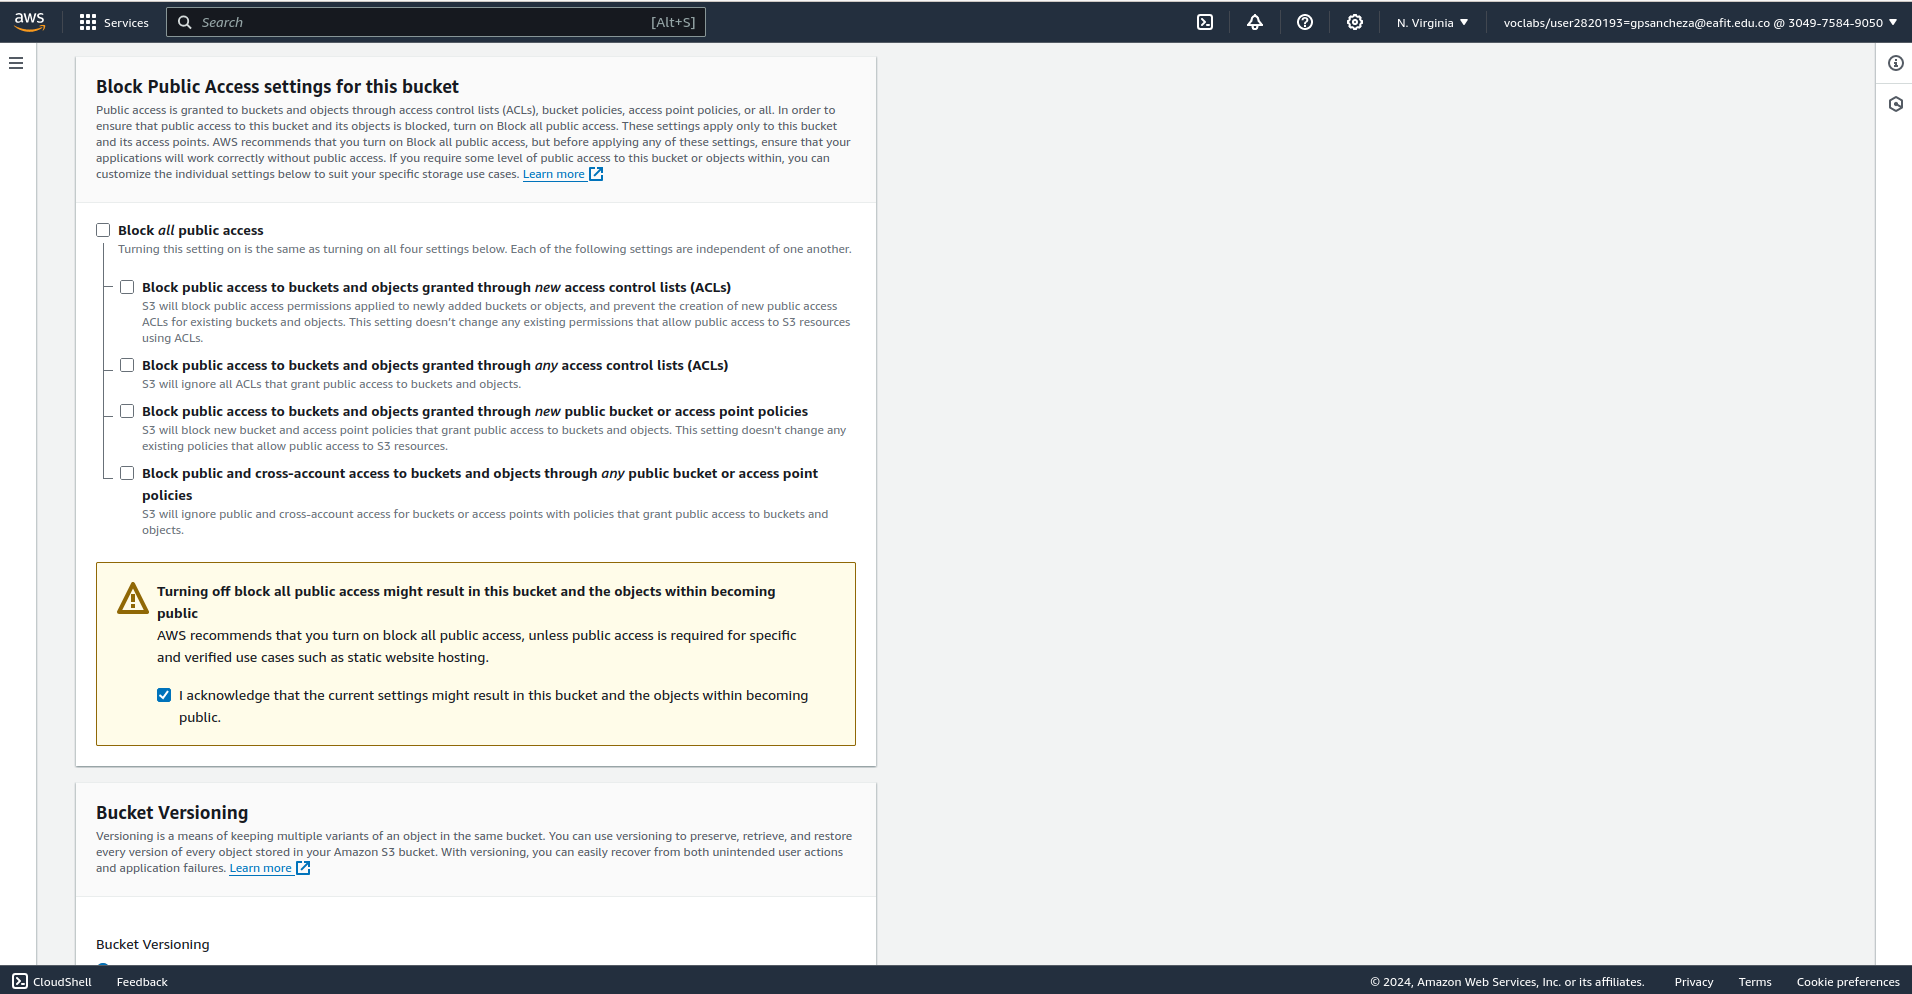 aws
Services
Search [Alt+S]
N. Virginia
voclabs/user2820193=gpsancheza@eafit.edu.co @ 3049-7584-9050
Block Public Access settings for this bucket
Public access is granted to buckets and objects through access control lists (ACLs), bucket policies, access point policies, or all. In order to
ensure that public access to this bucket and its objects is blocked, turn on Block all public access. These settings apply only to this bucket
and its access points. AWS recommends that you turn on Block all public access, but before applying any of these settings, ensure that your
applications will work correctly without public access. If you require some level of public access to this bucket or objects within, you can
customize the individual settings below to suit your specific storage use cases. Learn more
Block all public access
Turning this setting on is the same as turning on all four settings below. Each of the following settings are independent of one another.
Block public access to buckets and objects granted through new access control lists (ACLs)
S3 will block public access permissions applied to newly added buckets or objects, and prevent the creation of new public access
ACLs for existing buckets and objects. This setting doesn't change any existing permissions that allow public access to S3 resources
using ACLs.
Block public access to buckets and objects granted through any access control lists (ACLs)
S3 will ignore all ACLs that grant public access to buckets and objects.
Block public access to buckets and objects granted through new public bucket or access point policies
S3 will block new bucket and access point policies that grant public access to buckets and objects. This setting doesn't change any
existing policies that allow public access to S3 resources.
Block public and cross-account access to buckets and objects through any public bucket or access point
policies
S3 will ignore public and cross-account access for buckets or access points with policies that grant public access to buckets and
objects.
Turning off block all public access might result in this bucket and the objects within becoming
public
AWS recommends that you turn on block all public access, unless public access is required for specific
and verified use cases such as static website hosting.
I acknowledge that the current settings might result in this bucket and the objects within becoming
public.
Bucket Versioning
Versioning is a means of keeping multiple variants of an object in the same bucket. You can use versioning to preserve, retrieve, and restore
every version of every object stored in your Amazon S3 bucket. With versioning, you can easily recover from both unintended user actions
and application failures. Learn more
Bucket Versioning
CloudShell Feedback © 2024, Amazon Web Services, Inc. or its affiliates. Privacy Terms Cookie preferences